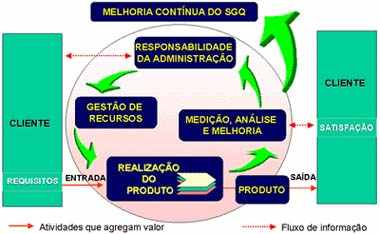 MELHORIA CONTÍNUA DO SGQ
RESPONSABILIDADE
DA ADMINISTRAÇÃO
CLIENTE
GESTÃO DE
RECURSOS
MEDIÇÃO, ANÁLISE
E MELHORIA
CLIENTE
SATISFAÇÃO
REQUISITOS
ENTRADA
REALIZAÇÃO
DO
PRODUTO
PRODUTO
SAÍDA
Atividades que agregam valor
Fluxo de informação